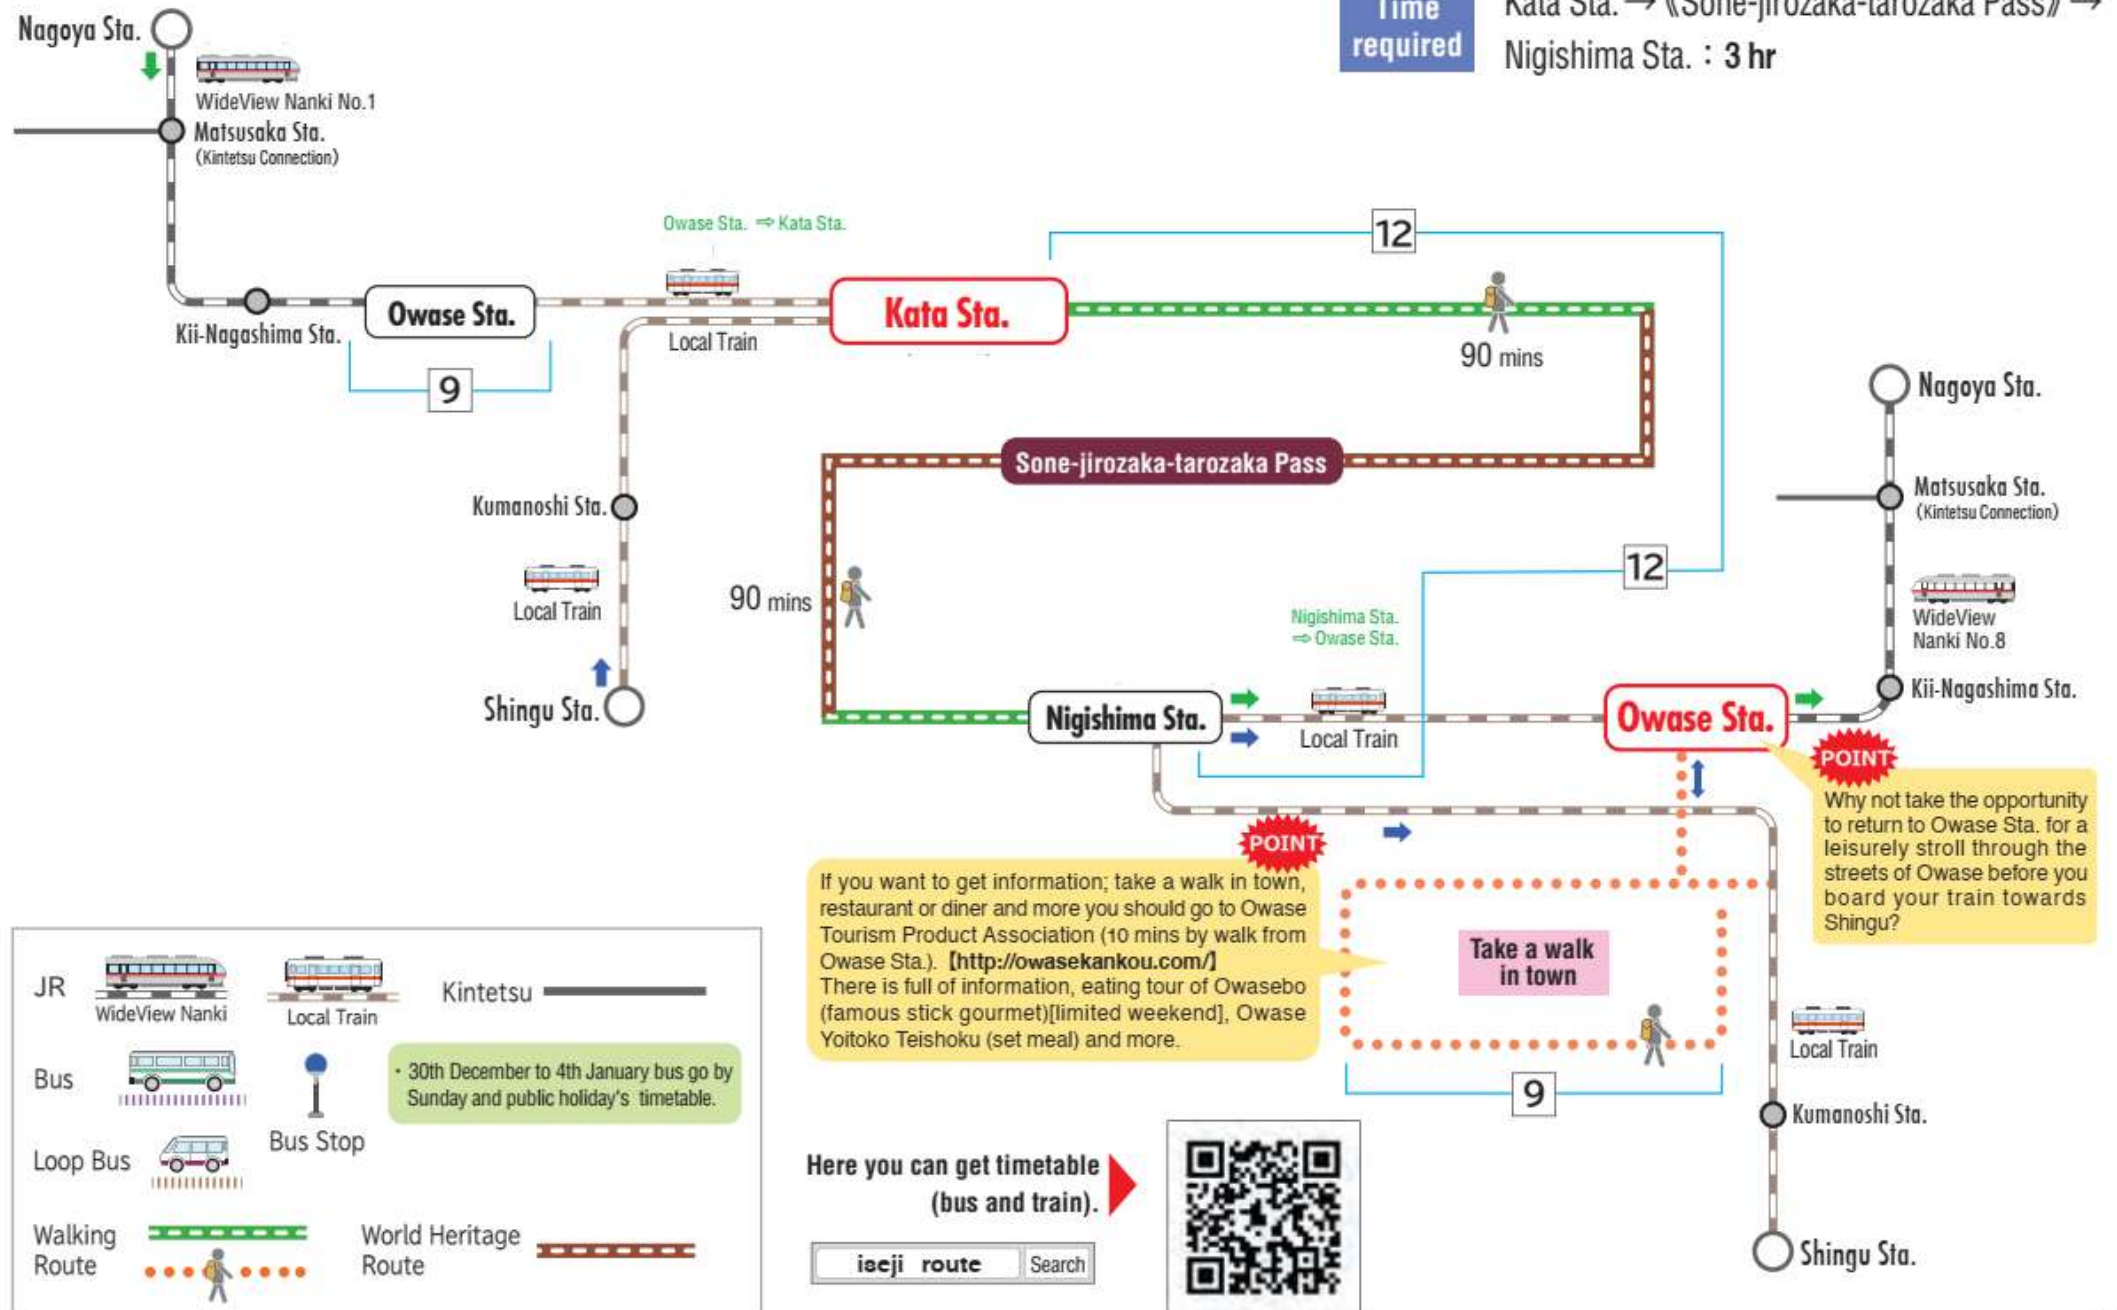 Time
required
Kata Sta. → 《Sone-jirozaka-tarozaka Pass》 →
Nigishima Sta. : 3 hr
Nagoya Sta.
WideView Nanki No.1
Matsusaka Sta.
(Kintetsu Connection)
Kii-Nagashima Sta.
Owase Sta.
9
Owase Sta. ⇒ Kata Sta.
Local Train
Kata Sta.
12
90 mins
Sone-jirozaka-tarozaka Pass
Kumanoshi Sta.
Local Train
Shingu Sta.
90 mins
12
Nagoya Sta.
Matsusaka Sta.
(Kintetsu Connection)
WideView
Nanki No.8
Kii-Nagashima Sta.
Nigishima Sta.
⇒ Owase Sta.
Nigishima Sta.
Local Train
Owase Sta.
POINT
Why not take the opportunity
to return to Owase Sta. for a
leisurely stroll through the
streets of Owase before you
board your train towards
Shingu?
POINT
If you want to get information; take a walk in town,
restaurant or diner and more you should go to Owase
Tourism Product Association (10 mins by walk from
Owase Sta.).【http://owasekankou.com/】
There is full of information, eating tour of Owasebo
(famous stick gourmet)[limited weekend], Owase
Yoitoko Teishoku (set meal) and more.
Take a walk
in town
9
Local Train
Kumanoshi Sta.
Shingu Sta.
JR
WideView Nanki
Local Train
Kintetsu
Bus
Bus Stop
・30th December to 4th January bus go by
Sunday and public holiday's timetable.
Loop Bus
Walking
Route
World Heritage
Route
Here you can get timetable
(bus and train).
iseji route
Search